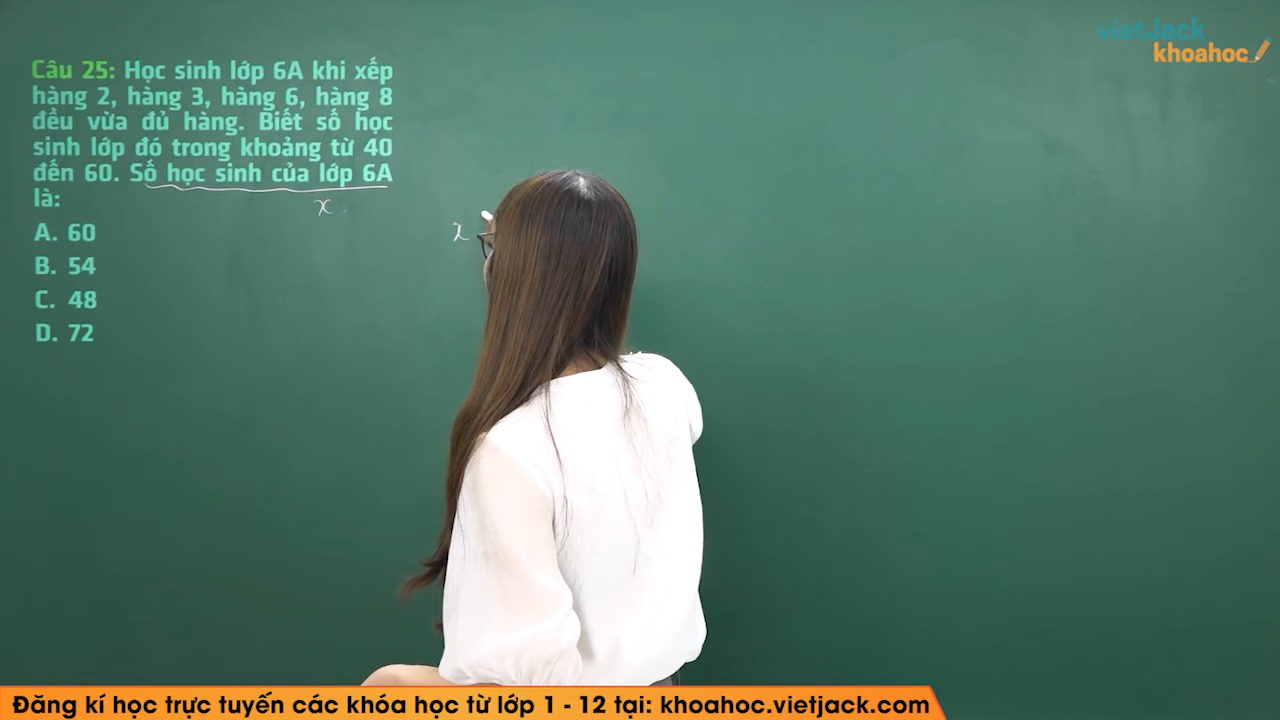 vietJack
khoahoc
Câu 25: Học sinh lớp 6A khi xếp
hàng 2, hàng 3, hàng 6, hàng 8
đều vừa đủ hàng. Biết số học
sinh lớp đó trong khoảng từ 40
đến 60. Số học sinh của lớp 6A
là:
x
x
A. 60
B. 54
C. 48
D. 72
Đăng kí học trực tuyến các khóa học từ lớp 1 - 12 tại: khoahoc.vietjack.com